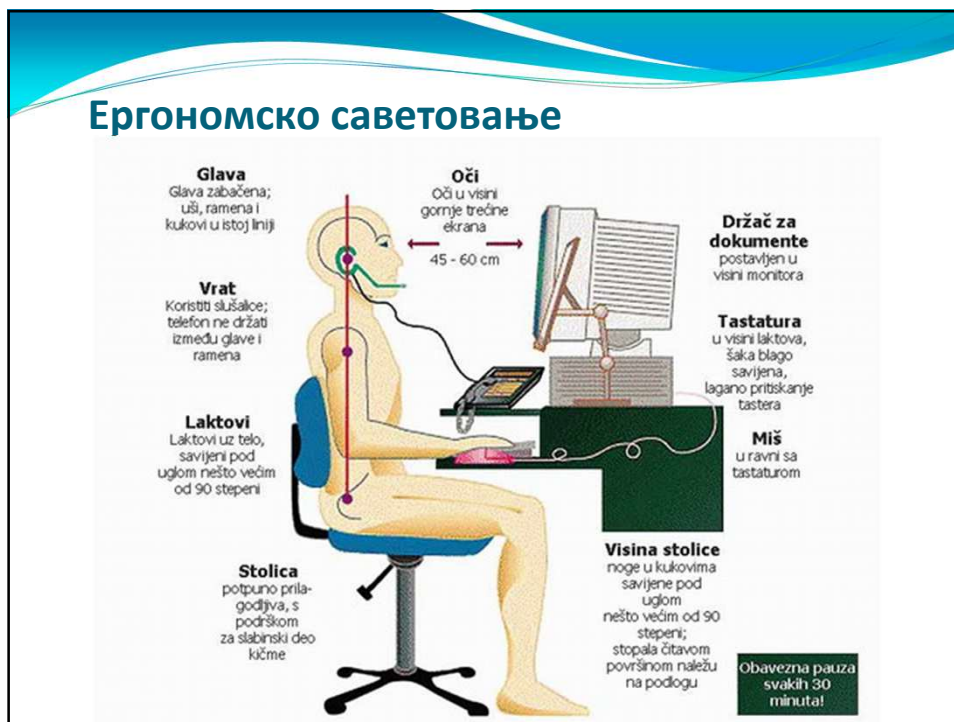 Ергономско саветовање
Glava
Glava zabačena;
uši, ramena i
kukovi u istoj liniji
Vrat
Koristiti slušalice;
telefon ne držati
između glave i
ramena
Laktovi
Laktovi uz telo,
savijeni pod
uglom nešto većim
od 90 stepeni
Stolica
potpuno prila-
godljiva, s
podrškom
za slabinski deo
kičme
Oči
Oči u visini
gornje trećine
ekrana
45 - 60 cm
Držač za
dokumente
postavljen u
visini monitora
Tastatura
u visini laktova,
šaka blago
savijena,
lagano pritiskanje
tastera
Miš
u ravni sa
tastaturom
Visina stolice
noge u kukovima
savijene pod
uglom
nešto većim od 90
stepeni;
stopala čitavom
površinom naležu
na podlogu
Obavezna pauza
svakih 30
minuta!